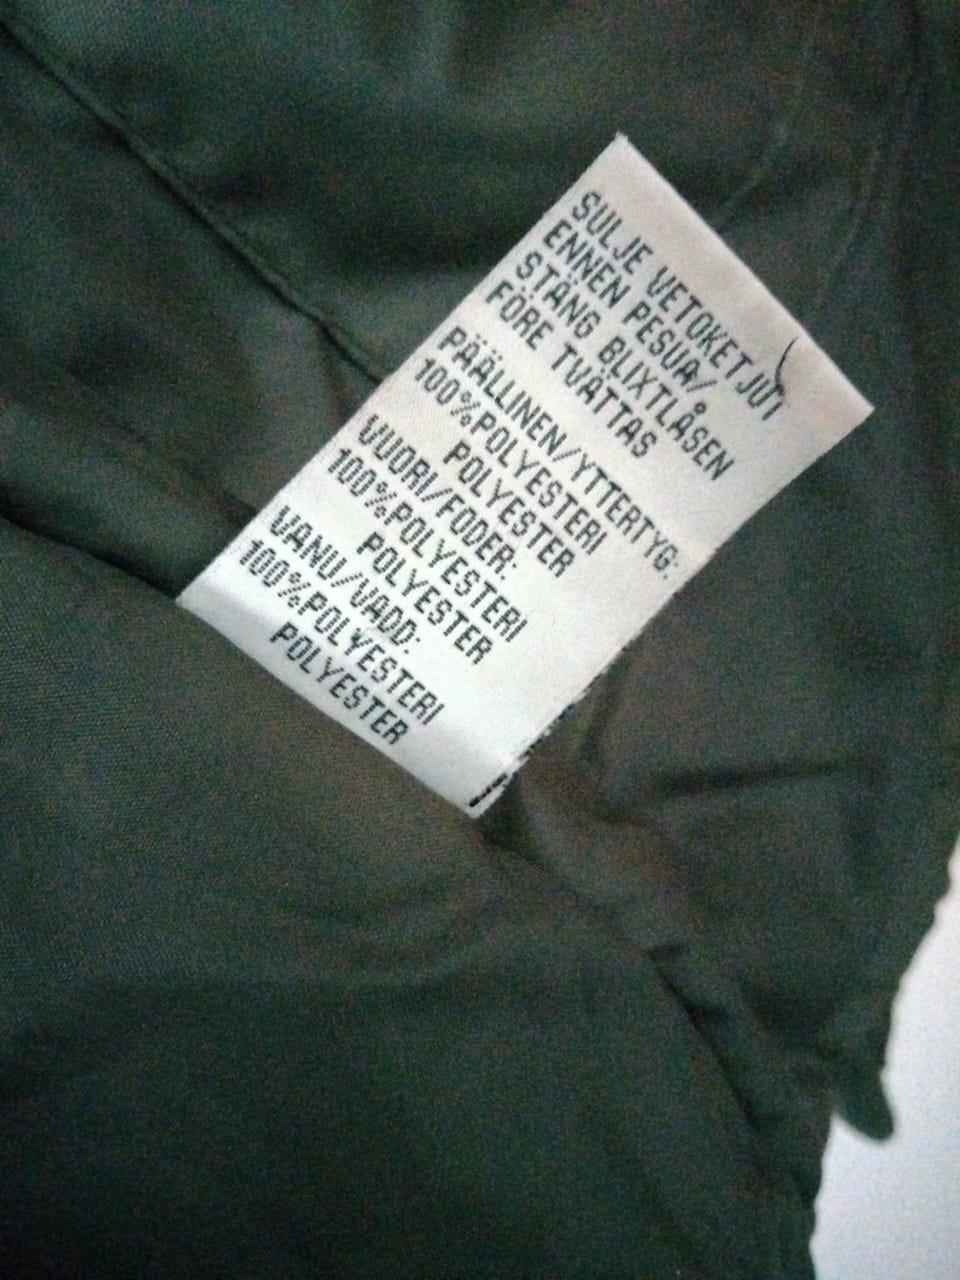 SULJE VETOKETJUT
ENNEN PESUA/
STÄNG BLIXTLÅSEN
FÖRE TVÄTTAS
PÄÄLLINEN/YTTERTYG:
100%POLYESTERI
POLYESTER
VUORI/FODER:
100%POLYESTERI
POLYESTER
VANU/VADD:
100%POLYESTERI
POLYESTER